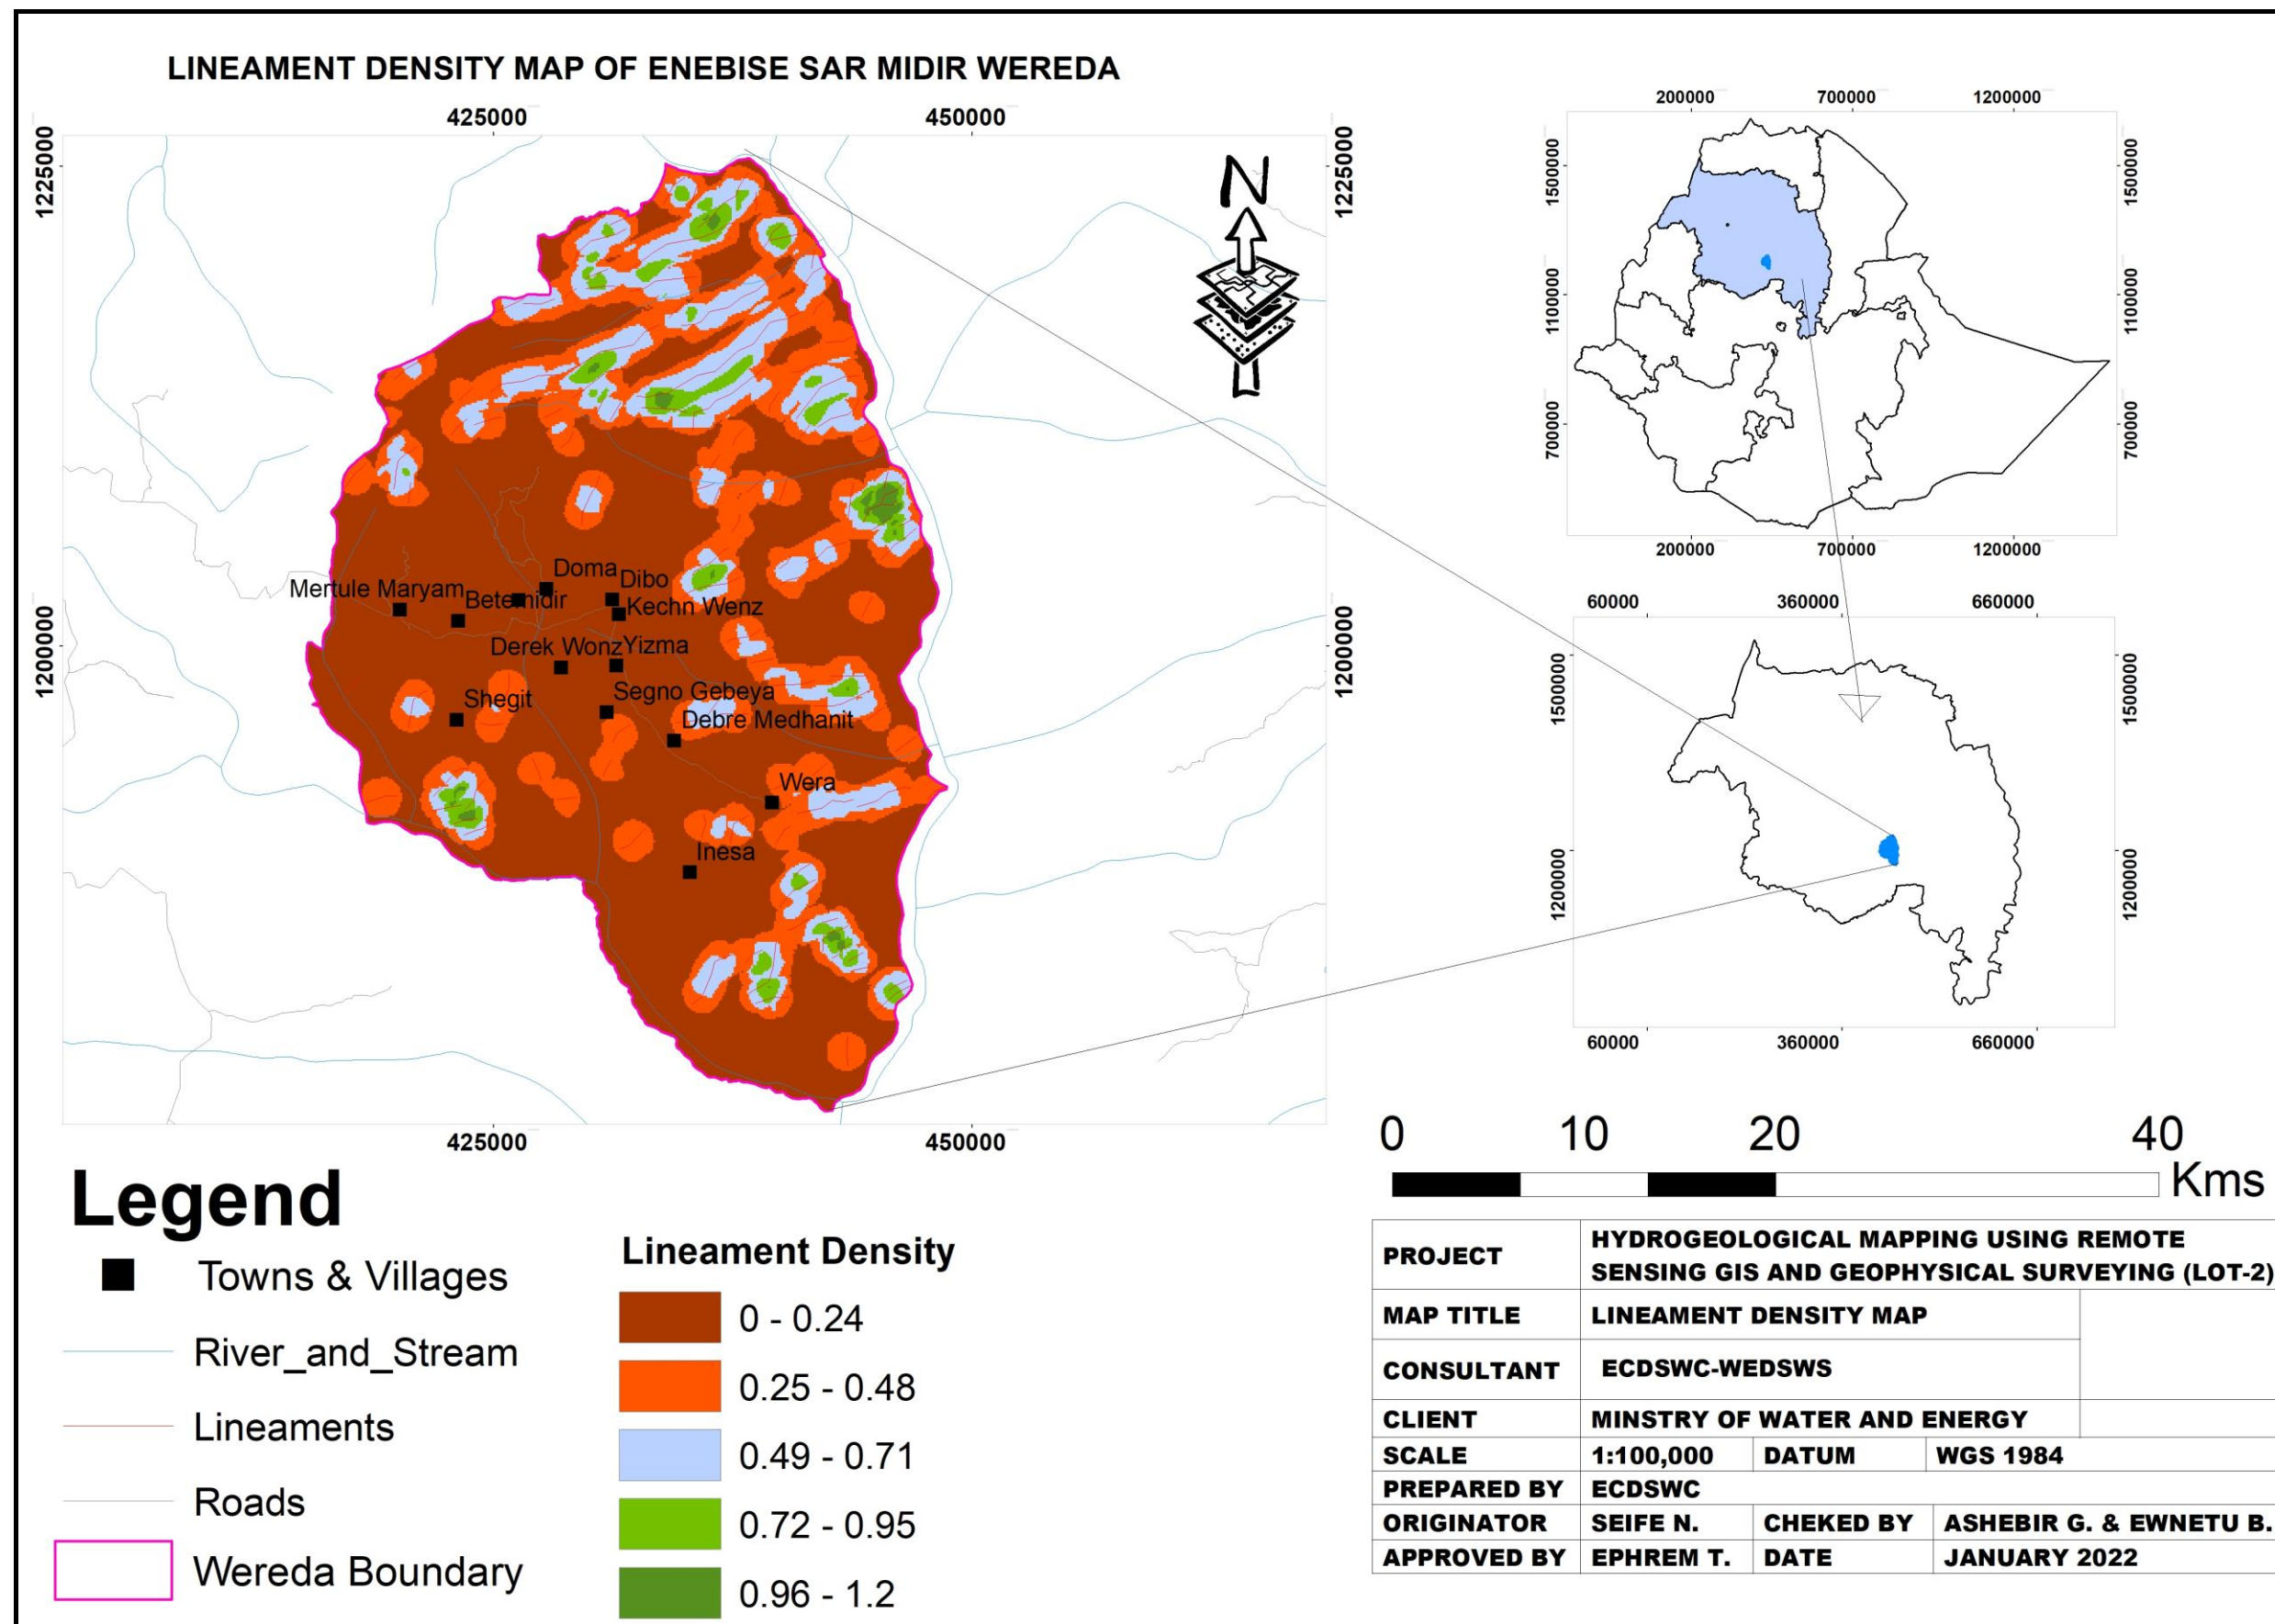 LINEAMENT DENSITY MAP OF ENEBISE SAR MIDIR WEREDA
425000 450000
1225000 1225000
N
Doma
Dibo
Mertule Maryam
Betemidir
Kechn Wenz
1200000 1200000
Derek Wonz
Yizma
Shegit
Segno Gebeya
Debre Medhanit
Wera
Inesa
425000 450000
200000 700000 1200000
1500000 1500000
1100000 1100000
700000 700000
200000 700000 1200000
60000 360000 660000
1500000 1500000
1200000 1200000
60000 360000 660000
0 10 20 40
Kms
Legend
Towns & Villages
River_and_Stream
Lineaments
Roads
Wereda Boundary
Lineament Density
0 - 0.24
0.25 - 0.48
0.49 - 0.71
0.72 - 0.95
0.96 - 1.2
PROJECT HYDROGEOLOGICAL MAPPING USING REMOTE
SENSING GIS AND GEOPHYSICAL SURVEYING (LOT-2)
MAP TITLE LINEAMENT DENSITY MAP
CONSULTANT ECDSWC-WEDSWS
CLIENT MINSTRY OF WATER AND ENERGY
SCALE 1:100,000 DATUM WGS 1984
PREPARED BY ECDSWC
ORIGINATOR SEIFE N. CHEKED BY ASHEBIR G. & EWNETU B.
APPROVED BY EPHREM T. DATE JANUARY 2022